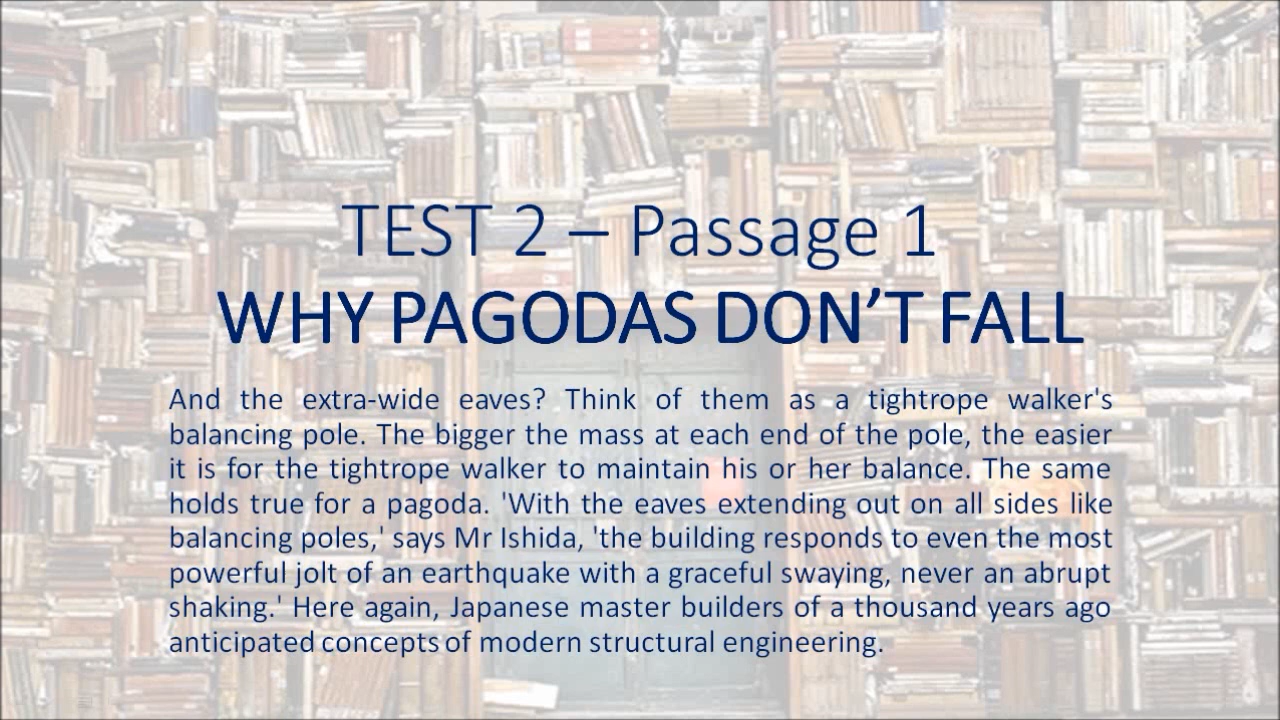 TEST 2 – Passage 1
WHY PAGODAS DON’T FALL
And the extra-wide eaves? Think of them as a tightrope walker's
balancing pole. The bigger the mass at each end of the pole, the easier
it is for the tightrope walker to maintain his or her balance. The same
holds true for a pagoda. 'With the eaves extending out on all sides like
balancing poles,' says Mr Ishida, 'the building responds to even the most
powerful jolt of an earthquake with a graceful swaying, never an abrupt
shaking.' Here again, Japanese master builders of a thousand years ago
anticipated concepts of modern structural engineering.